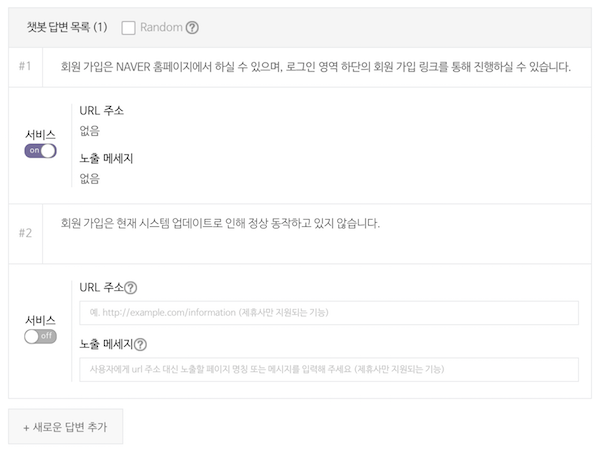 챗봇 답변 목록 (1) Random ?
#1 회원 가입은 NAVER 홈페이지에서 하실 수 있으며, 로그인 영역 하단의 회원 가입 링크를 통해 진행하실 수 있습니다.
서비스
on
URL 주소
없음
노출 메세지
없음
#2 회원 가입은 현재 시스템 업데이트로 인해 정상 동작하고 있지 않습니다.
서비스
off
URL 주소 ?
예. http://example.com/information (제휴사만 지원되는 기능)
노출 메세지 ?
사용자에게 url 주소 대신 노출할 페이지 명칭 또는 메시지를 입력해 주세요 (제휴사만 지원되는 기능)
+ 새로운 답변 추가